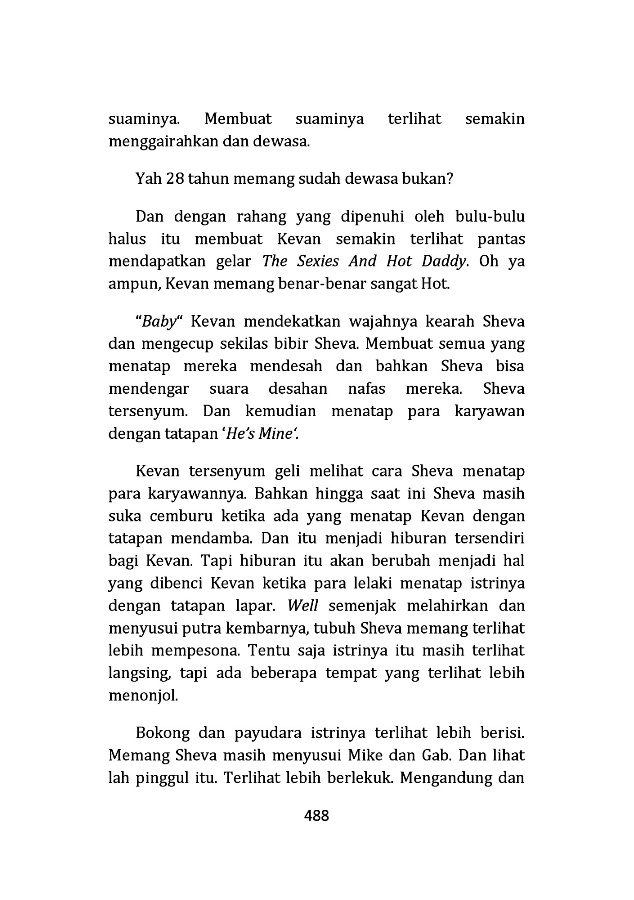 suaminya. Membuat suaminya terlihat semakin
menggairahkan dan dewasa.
Yah 28 tahun memang sudah dewasa bukan?
Dan dengan rahang yang dipenuhi oleh bulu-bulu
halus itu membuat Kevan semakin terlihat pantas
mendapatkan gelar The Sexies And Hot Daddy. Oh ya
ampun, Kevan memang benar-benar sangat Hot.
“Baby“ Kevan mendekatkan wajahnya kearah Sheva
dan mengecup sekilas bibir Sheva. Membuat semua yang
menatap mereka mendesah dan bahkan Sheva bisa
mendengar suara desahan nafas mereka. Sheva
tersenyum. Dan kemudian menatap para karyawan
dengan tatapan ‘He’s Mine‘.
Kevan tersenyum geli melihat cara Sheva menatap
para karyawannya. Bahkan hingga saat ini Sheva masih
suka cemburu ketika ada yang menatap Kevan dengan
tatapan mendamba. Dan itu menjadi hiburan tersendiri
bagi Kevan. Tapi hiburan itu akan berubah menjadi hal
yang dibenci Kevan ketika para lelaki menatap istrinya
dengan tatapan lapar. Well semenjak melahirkan dan
menyusui putra kembarnya, tubuh Sheva memang terlihat
lebih mempesona. Tentu saja istrinya itu masih terlihat
langsing, tapi ada beberapa tempat yang terlihat lebih
menonjol.
Bokong dan payudara istrinya terlihat lebih berisi.
Memang Sheva masih menyusui Mike dan Gab. Dan lihat
lah pinggul itu. Terlihat lebih berlekuk. Mengandung dan
488